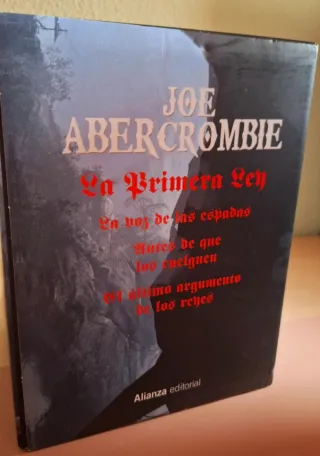 JOE
ABERCROMBIE
La Primera Ley
La voz de las espadas
Antes de que
los cuelguen
El último argumento
de los reyes
Alianza editorial